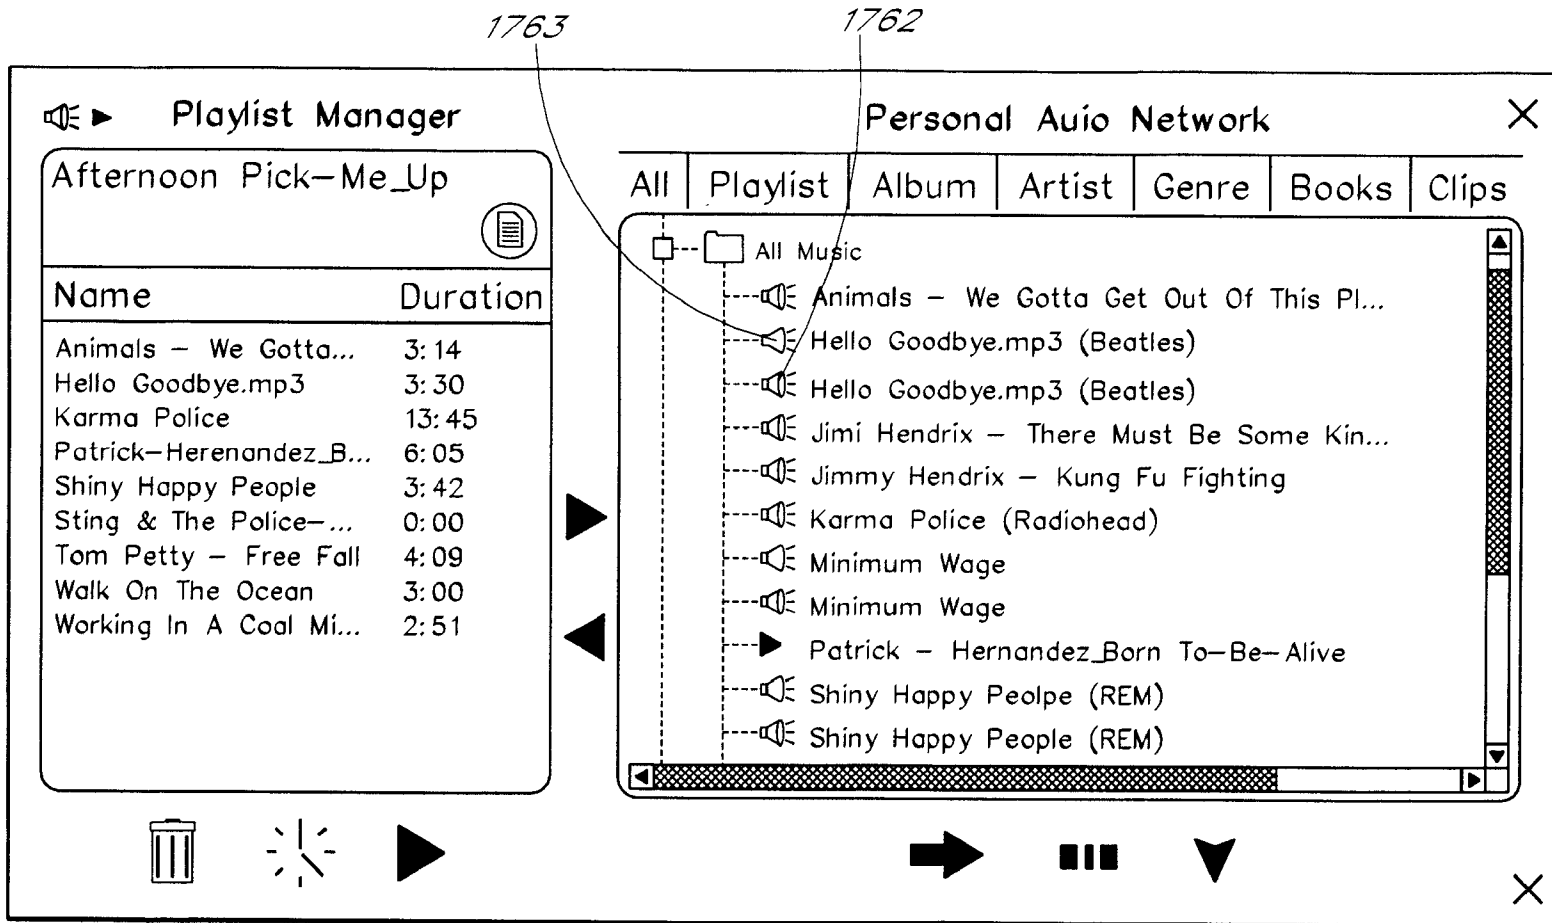 1763 1762
Playlist Manager
Personal Auio Network
Afternoon Pick-Me_Up
Name Duration
Animals - We Gotta... 3:14
Hello Goodbye.mp3 3:30
Karma Police 13:45
Patrick-Herenandez_B... 6:05
Shiny Happy People 3:42
Sting & The Police-... 0:00
Tom Petty - Free Fall 4:09
Walk On The Ocean 3:00
Working In A Coal Mi... 2:51
All Playlist Album Artist Genre Books Clips
All Music
Animals - We Gotta Get Out Of This Pl...
Hello Goodbye.mp3 (Beatles)
Hello Goodbye.mp3 (Beatles)
Jimi Hendrix - There Must Be Some Kin...
Jimmy Hendrix - Kung Fu Fighting
Karma Police (Radiohead)
Minimum Wage
Minimum Wage
Patrick - Hernandez_Born To-Be-Alive
Shiny Happy Peolpe (REM)
Shiny Happy People (REM)